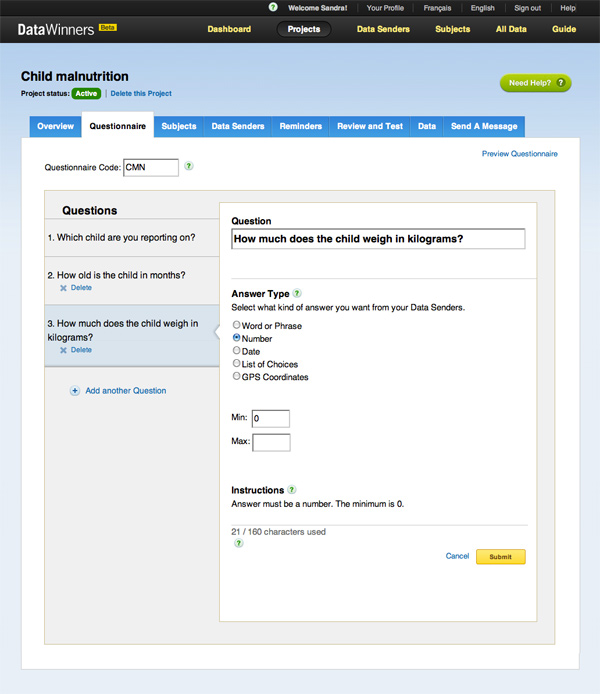 ? Welcome Sandra! | Your Profile | Français | English | Sign out | Help
DataWinners Beta Dashboard Projects Data Senders Subjects All Data Guide
Child malnutrition
Project status: Active | Delete this Project
Need Help? ?
Overview Questionnaire Subjects Data Senders Reminders Review and Test Data Send A Message
Preview Questionnaire
Questionnaire Code: CMN ?
Questions
1. Which child are you reporting on?
2. How old is the child in months?
Delete
3. How much does the child weigh in
kilograms?
Delete
Add another Question
Question
How much does the child weigh in kilograms?
Answer Type ?
Select what kind of answer you want from your Data Senders.
Word or Phrase
Number
Date
List of Choices
GPS Coordinates
Min: 0
Max:
Instructions ?
Answer must be a number. The minimum is 0.
21 / 160 characters used
?
Cancel Submit